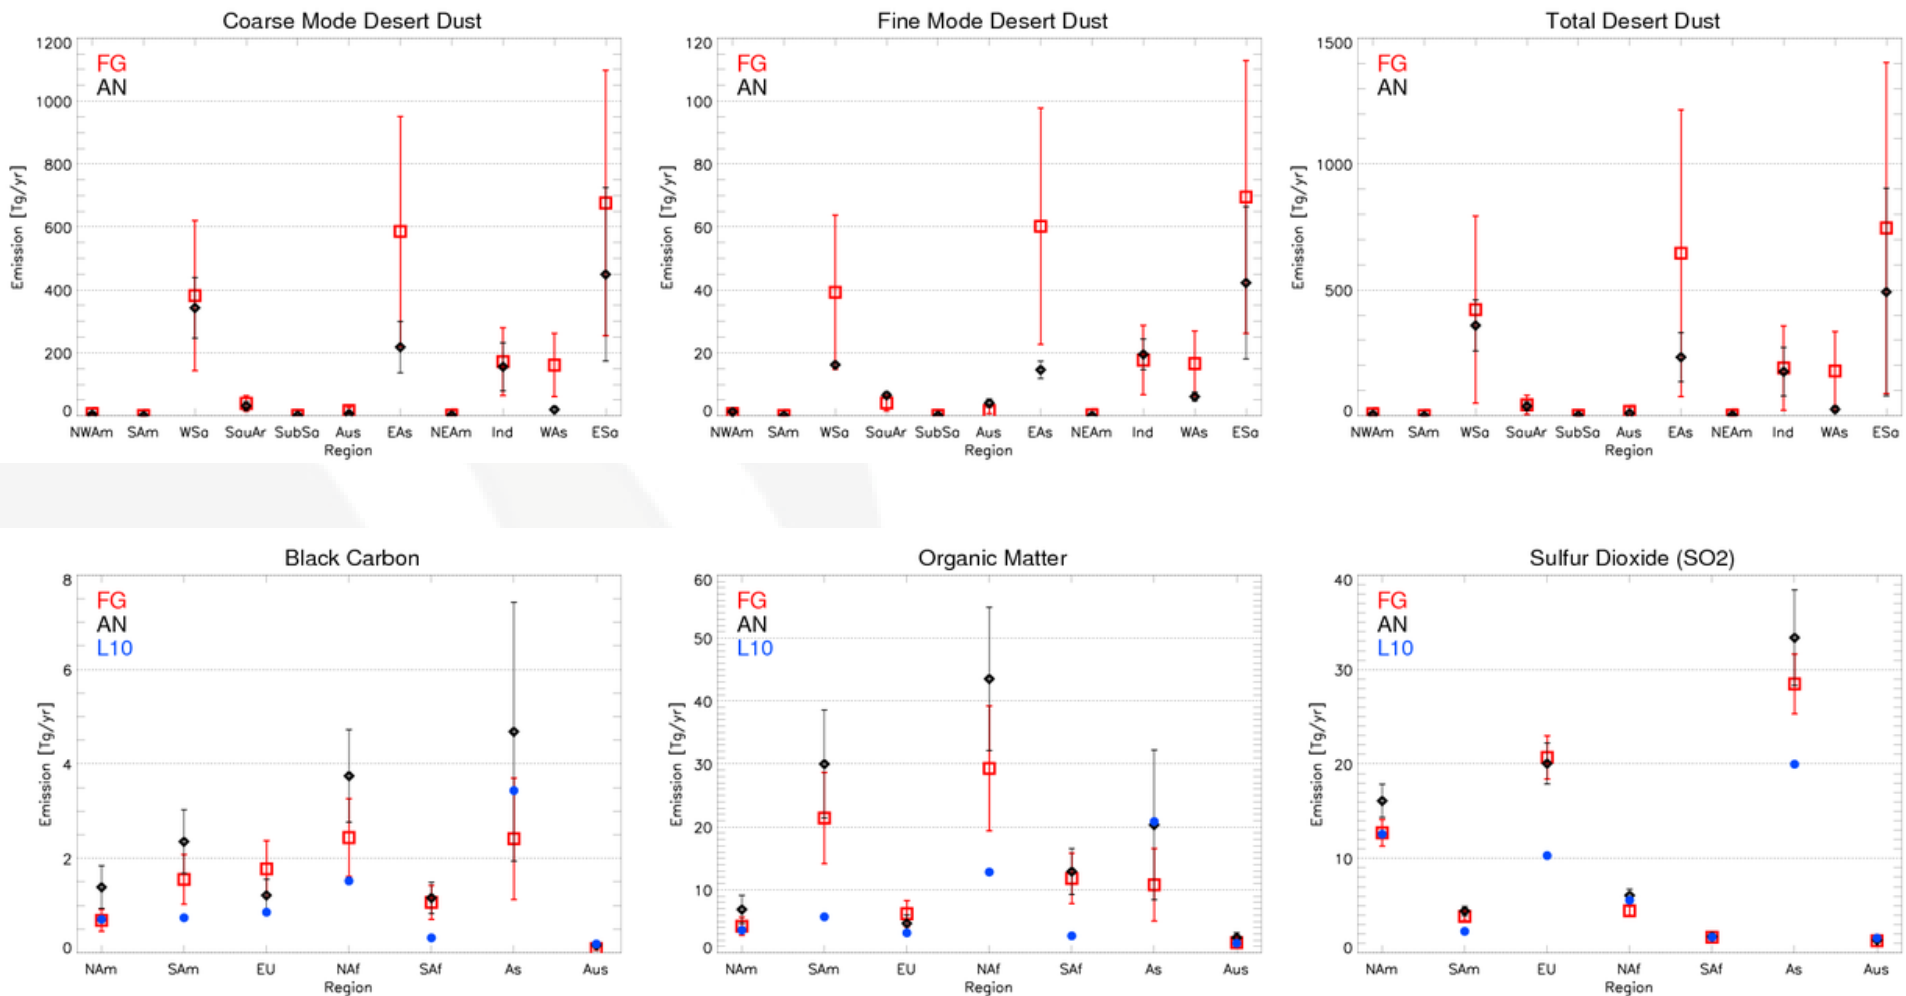 Coarse Mode Desert Dust
FG
AN
1200
1000
800
600
400
200
0
Emission [Tg/yr]
NWAm SAm WSa SauAr SubSa Aus EAs NEAm Ind WAs ESa
Region
Fine Mode Desert Dust
FG
AN
120
100
80
60
40
20
0
Emission [Tg/yr]
NWAm SAm WSa SauAr SubSa Aus EAs NEAm Ind WAs ESa
Region
Total Desert Dust
FG
AN
1500
1000
500
0
Emission [Tg/yr]
NWAm SAm WSa SauAr SubSa Aus EAs NEAm Ind WAs ESa
Region
Black Carbon
FG
AN
L10
8
6
4
2
0
Emission [Tg/yr]
NAm SAm EU NAf SAf As Aus
Region
Organic Matter
FG
AN
L10
60
50
40
30
20
10
0
Emission [Tg/yr]
NAm SAm EU NAf SAf As Aus
Region
Sulfur Dioxide (SO2)
FG
AN
L10
40
30
20
10
0
Emission [Tg/yr]
NAm SAm EU NAf SAf As Aus
Region